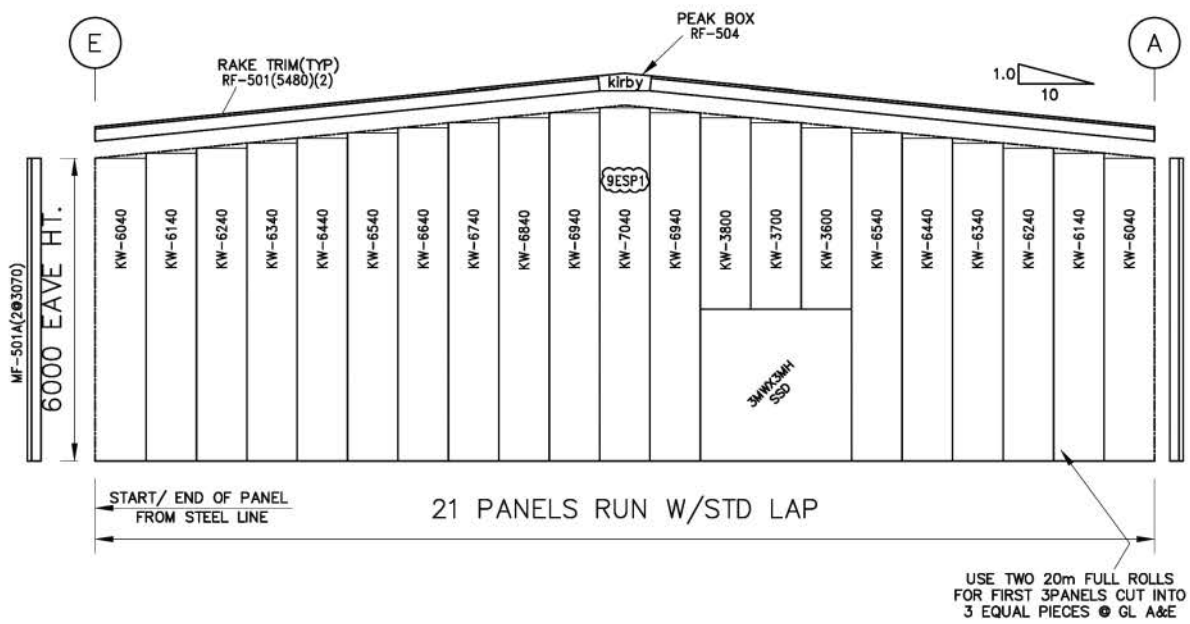 PEAK BOX
RF-504
E
A
RAKE TRIM(TYP)
RF-501(5480)(2)
kirby
1.0
10
9ESP1
MF-501A(2@3070)
6000 EAVE HT.
KW-6040
KW-6140
KW-6240
KW-6340
KW-6440
KW-6540
KW-6640
KW-6740
KW-6840
KW-6940
KW-7040
KW-6940
KW-3800
KW-3700
KW-3600
KW-6540
KW-6440
KW-6340
KW-6240
KW-6140
KW-6040
3MWX3MH
SSD
START/ END OF PANEL
FROM STEEL LINE
21 PANELS RUN W/STD LAP
USE TWO 20m FULL ROLLS
FOR FIRST 3PANELS CUT INTO
3 EQUAL PIECES @ GL A&E